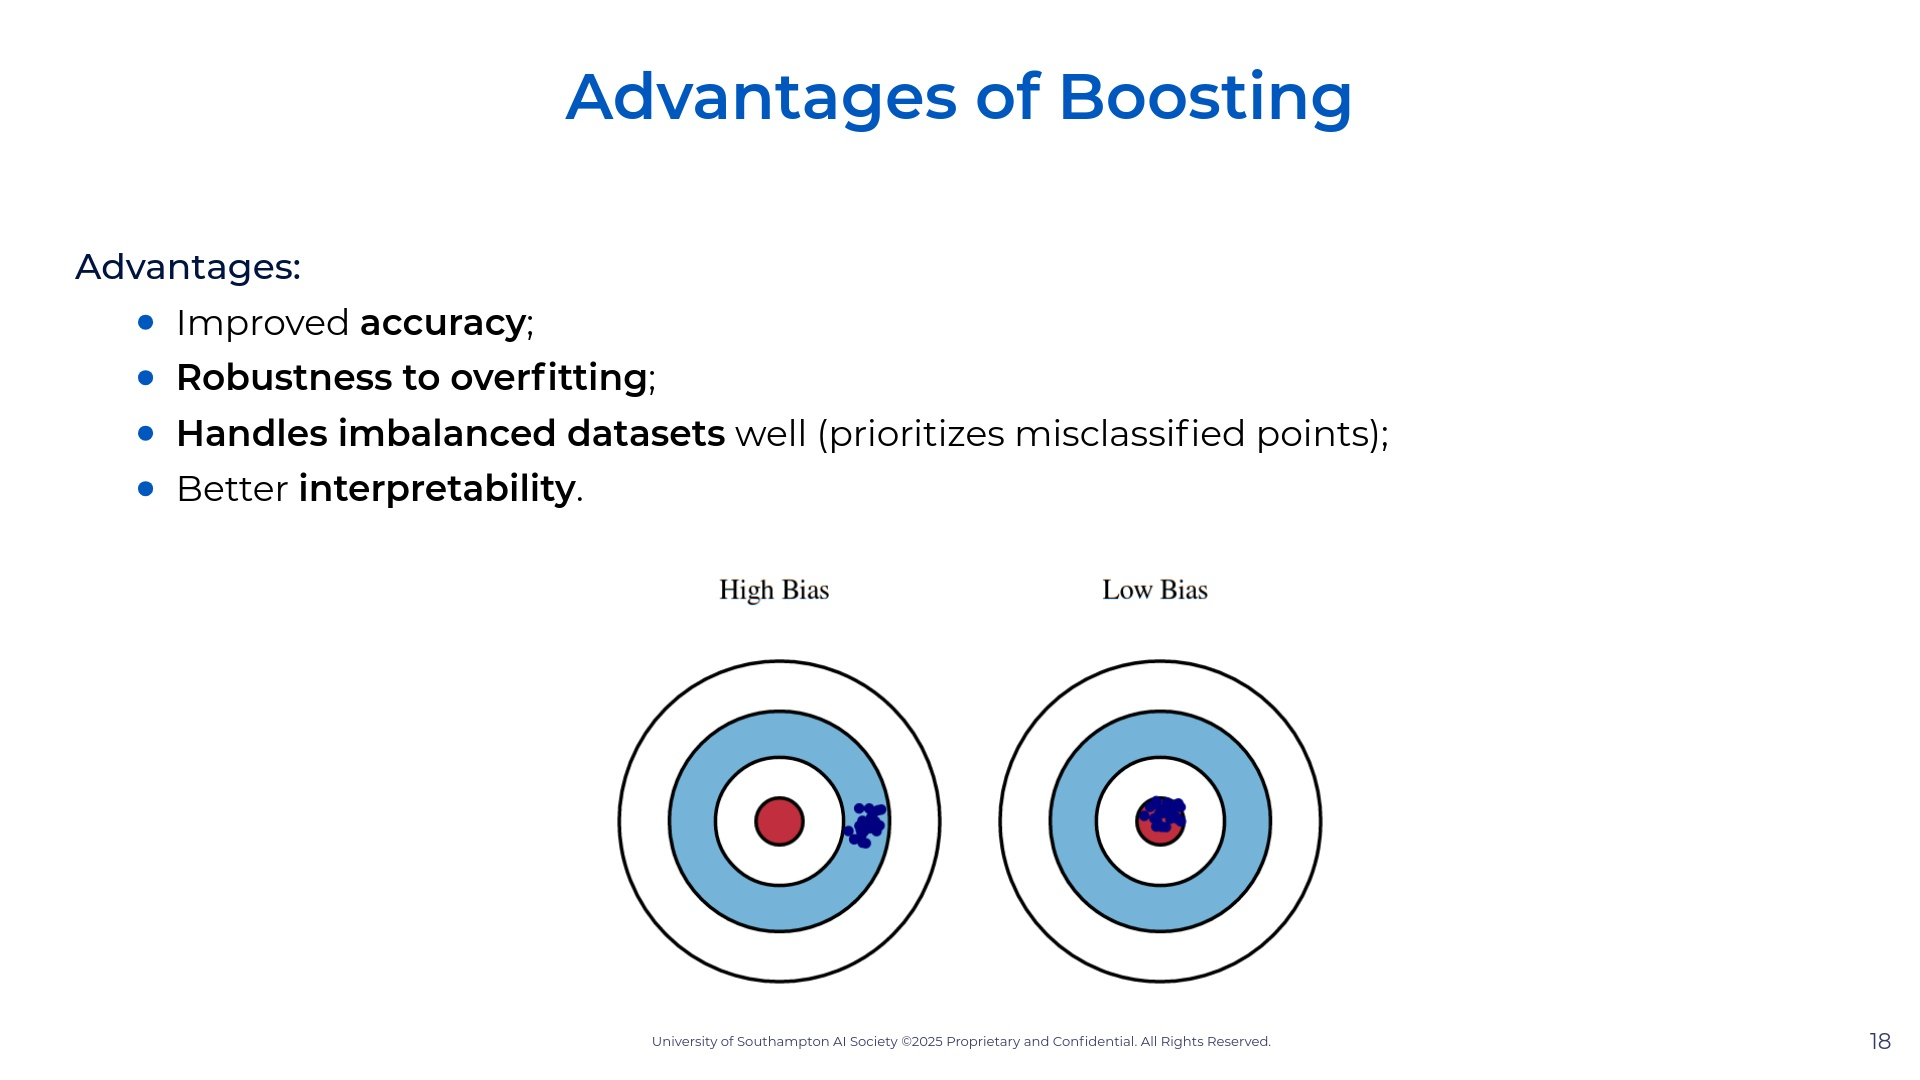 Advantages of Boosting
Advantages:
● Improved accuracy;
● Robustness to overfitting;
● Handles imbalanced datasets well (prioritizes misclassified points);
● Better interpretability.
High Bias
Low Bias
University of Southampton AI Society ©2025 Proprietary and Confidential. All Rights Reserved.
18